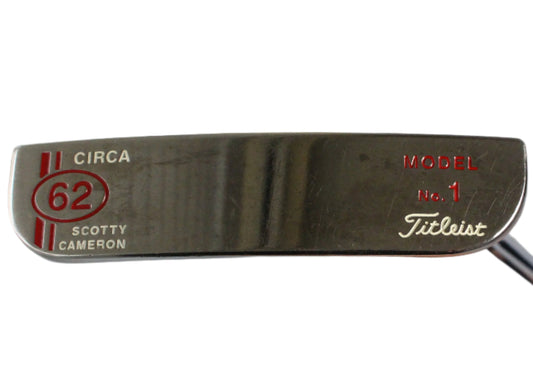 CIRCA
62
SCOTTY
CAMERON
MODEL
No. 1
Titleist